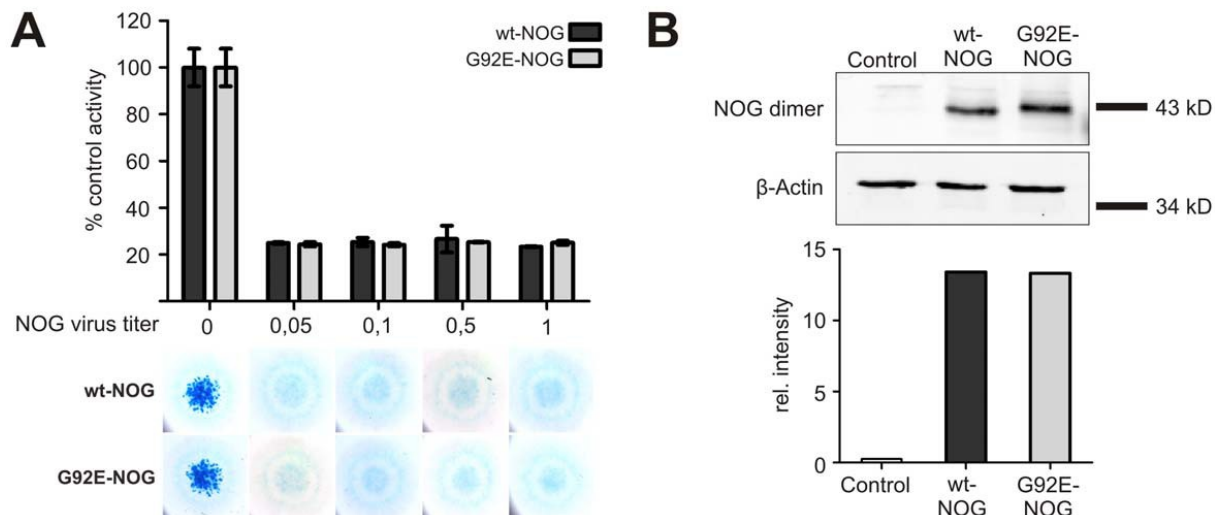 A
120
100
80
60
40
20
% control activity
wt-NOG
G92E-NOG
NOG virus titer
0
0,05
0,1
0,5
1
wt-NOG
G92E-NOG
B
Control
wt-
NOG
G92E-
NOG
NOG dimer
43 kD
β-Actin
34 kD
15
10
5
0
rel. intensity
Control
wt-
NOG
G92E-
NOG